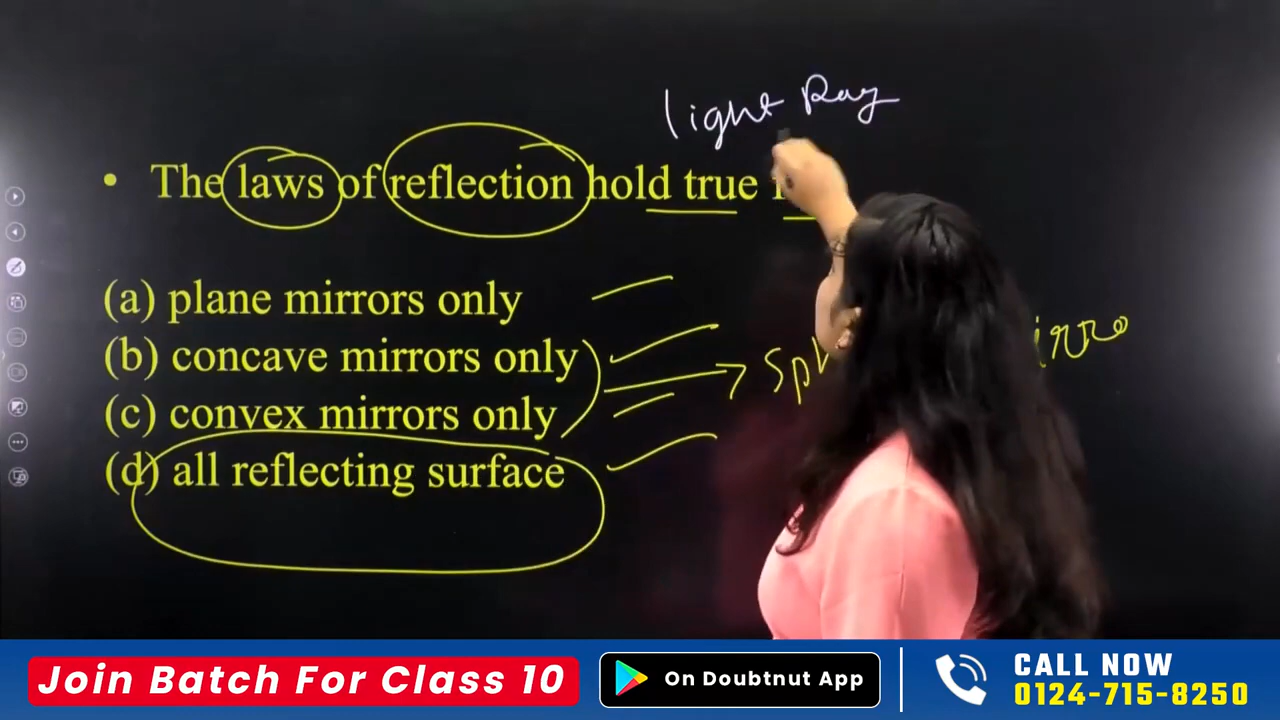 light Ray
• The laws of reflection hold true
(a) plane mirrors only
(b) concave mirrors only
(c) convex mirrors only
(d) all reflecting surface
Join Batch For Class 10
On Doubtnut App
CALL NOW
0124-715-8250